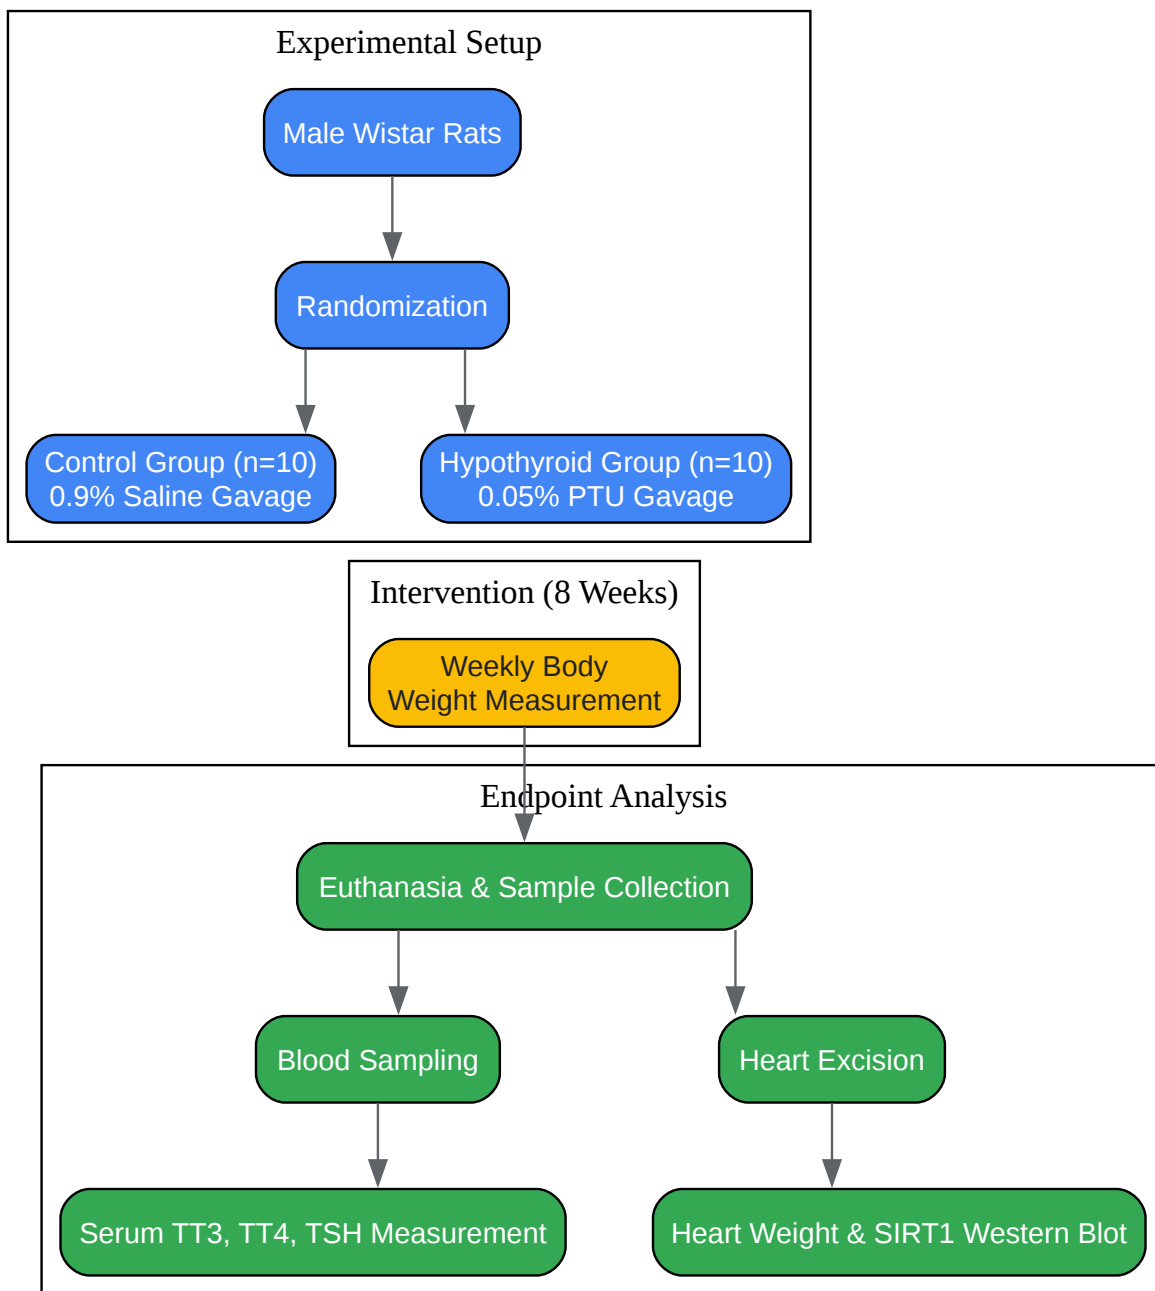 Experimental Setup
Male Wistar Rats
Randomization
Control Group (n=10)
0.9% Saline Gavage
Hypothyroid Group (n=10)
0.05% PTU Gavage
Intervention (8 Weeks)
Weekly Body
Weight Measurement
Endpoint Analysis
Euthanasia & Sample Collection
Blood Sampling
Heart Excision
Serum TT3, TT4, TSH Measurement
Heart Weight & SIRT1 Western Blot